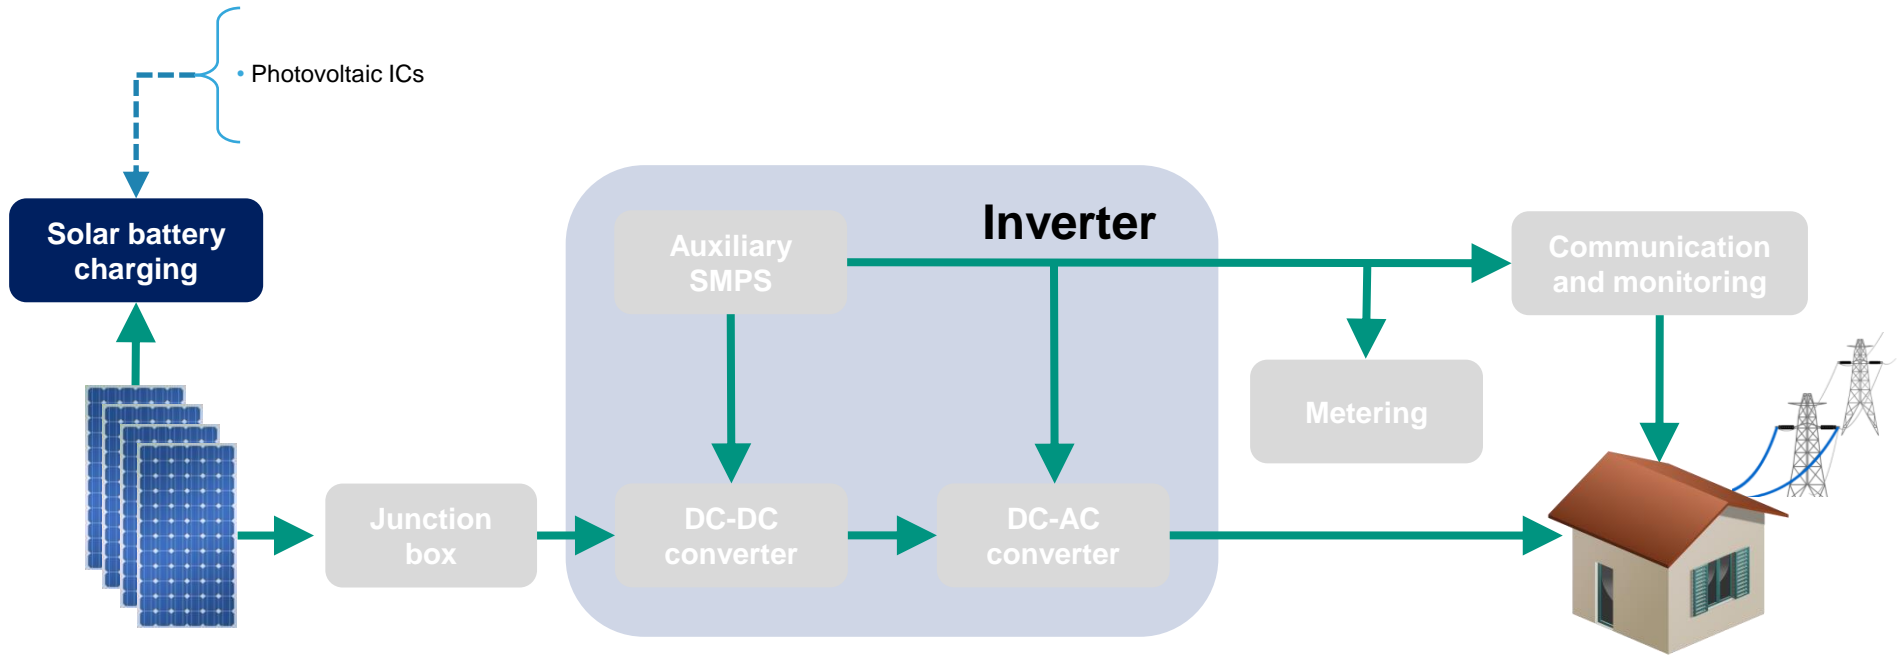 • Photovoltaic ICs
Solar battery
charging
Inverter
Auxiliary
SMPS
Communication
and monitoring
Metering
Junction
box
DC-DC
converter
DC-AC
converter